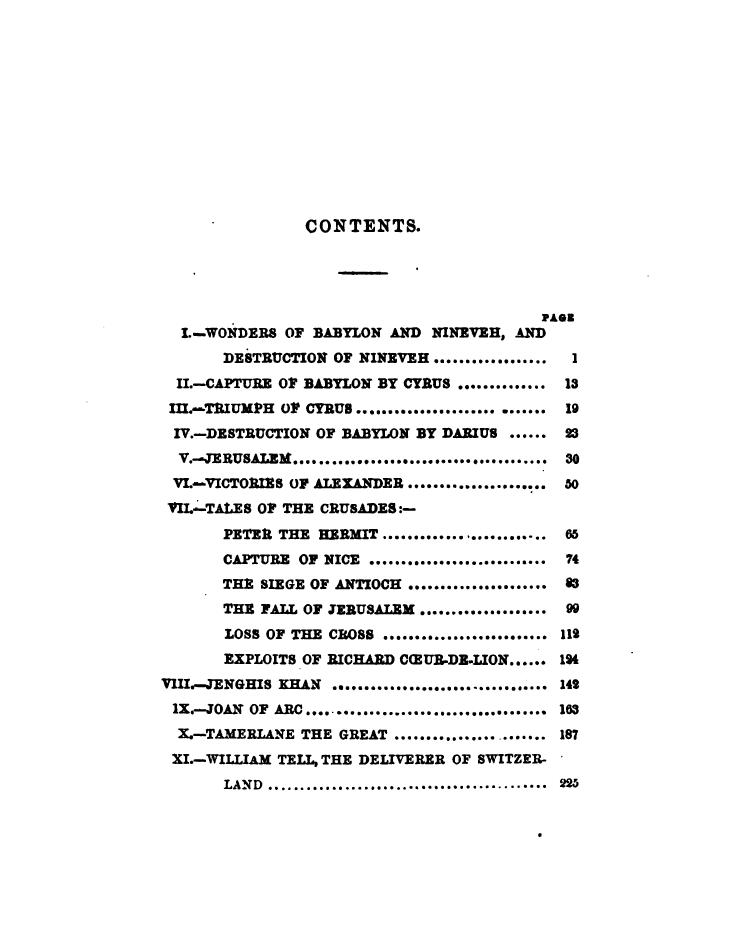 CONTENTS.
PAGE
I.—WONDERS OF BABYLON AND NINEVEH, AND
DESTRUCTION OF NINEVEH .................. 1
II.—CAPTURE OF BABYLON BY CYRUS .............. 13
III.—TRIUMPH OF CYRUS...................... ....... 19
IV.—DESTRUCTION OF BABYLON BY DARIUS ...... 23
V.—JERUSALEM........................................ 30
VI.—VICTORIES OF ALEXANDER ...................... 50
VII.—TALES OF THE CRUSADES:—
PETER THE HERMIT .......................... 65
CAPTURE OF NICE ............................ 74
THE SIEGE OF ANTIOCH ...................... 83
THE FALL OF JERUSALEM .................... 99
LOSS OF THE CROSS .......................... 112
EXPLOITS OF RICHARD CŒUR-DE-LION...... 124
VIII.—JENGHIS KHAN .................................. 142
IX.—JOAN OF ARC...................................... 163
X.—TAMERLANE THE GREAT ................ ....... 187
XI.—WILLIAM TELL, THE DELIVERER OF SWITZER-
LAND ............................................ 225